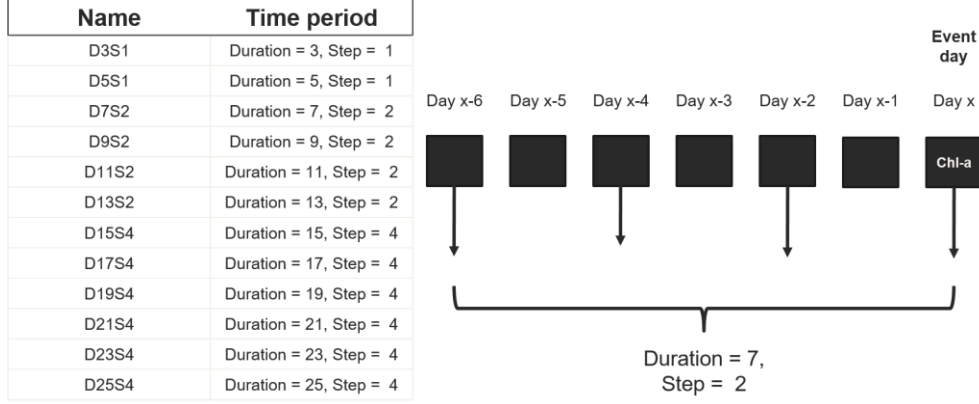 Name Time period
D3S1 Duration = 3, Step = 1
D5S1 Duration = 5, Step = 1
D7S2 Duration = 7, Step = 2
D9S2 Duration = 9, Step = 2
D11S2 Duration = 11, Step = 2
D13S2 Duration = 13, Step = 2
D15S4 Duration = 15, Step = 4
D17S4 Duration = 17, Step = 4
D19S4 Duration = 19, Step = 4
D21S4 Duration = 21, Step = 4
D23S4 Duration = 23, Step = 4
D25S4 Duration = 25, Step = 4
Event
day
Day x-6 Day x-5 Day x-4 Day x-3 Day x-2 Day x-1 Day x
Chl-a
Duration = 7,
Step = 2